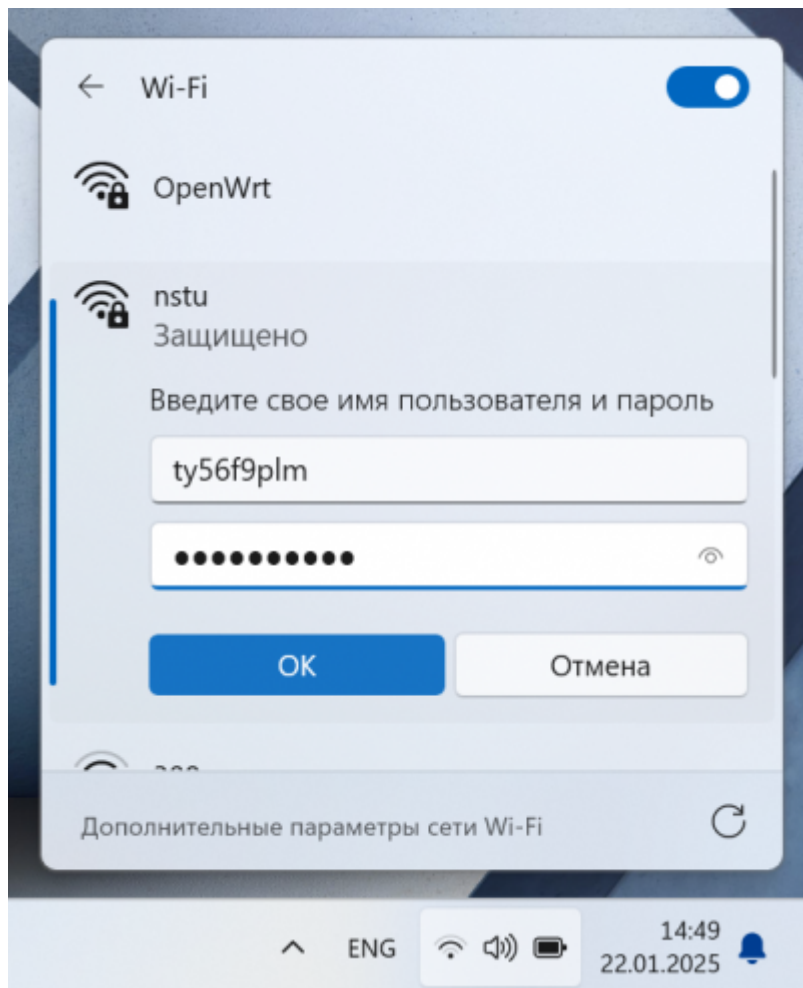 Wi-Fi
OpenWrt
nstu
Защищено
Введите свое имя пользователя и пароль
ty56f9plm
●●●●●●●●●●
OK
Отмена
Дополнительные параметры сети Wi-Fi
ENG
14:49
22.01.2025